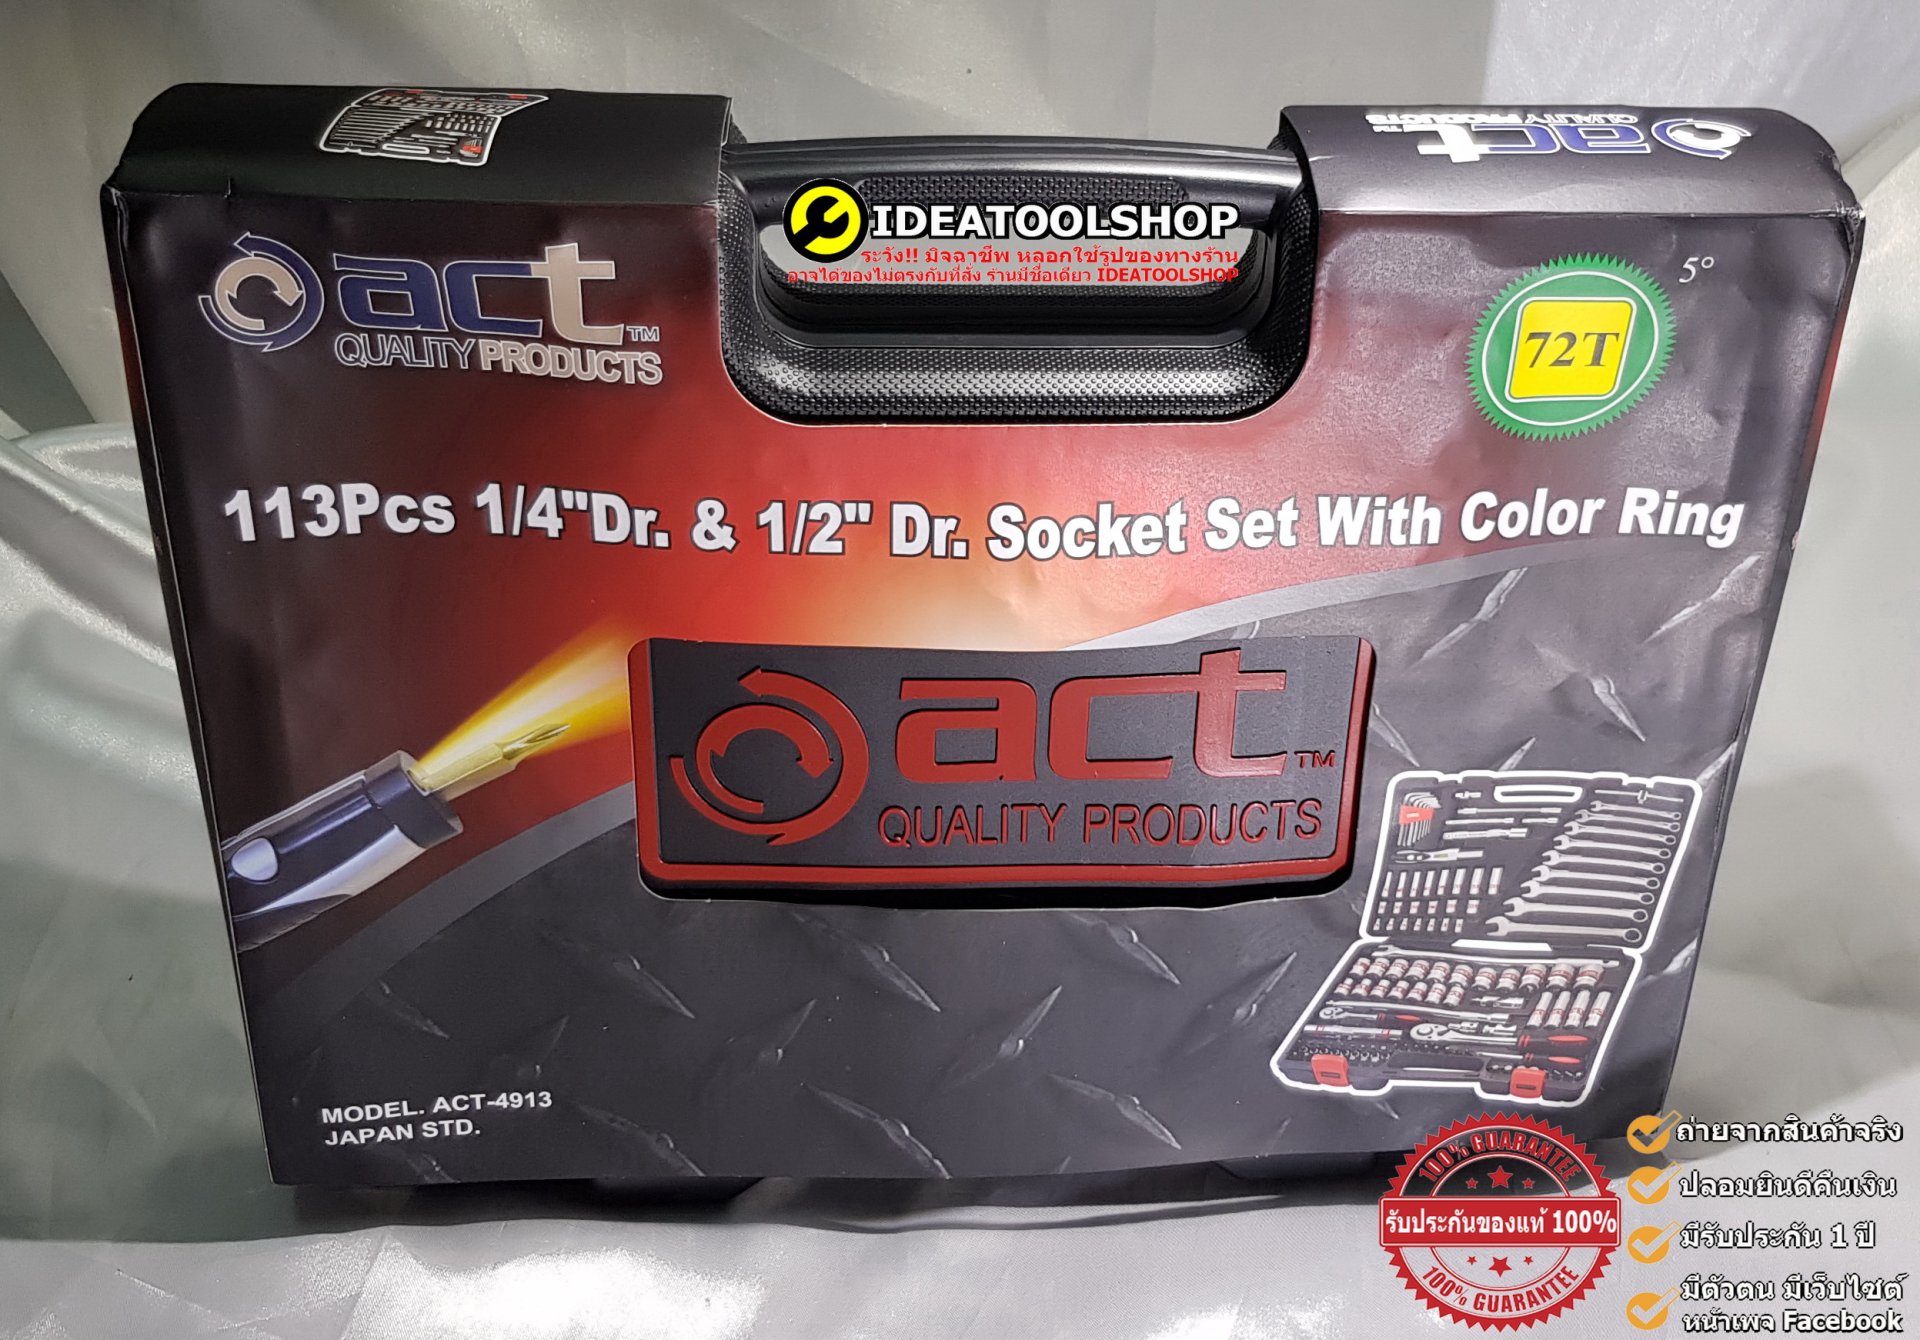 act TM
QUALITY PRODUCTS
IDEATOOLSHOP
ระวัง!! มิจฉาชีพ หลอกใช้รูปของทางร้าน
อาจได้ของไม่ตรงกับที่สั่ง ร้านมีชื่อเดียว IDEATOOLSHOP
act TM
QUALITY PRODUCTS
72T
5°
113Pcs 1/4"Dr. & 1/2" Dr. Socket Set With Color Ring
act TM
QUALITY PRODUCTS
MODEL. ACT-4913
JAPAN STD.
100% GUARANTEE
รับประกันของแท้ 100%
100% GUARANTEE
ถ่ายจากสินค้าจริง
ปลอมยินดีคืนเงิน
มีรับประกัน 1 ปี
มีตัวตน มีเว็บไซต์
หน้าเพจ Facebook